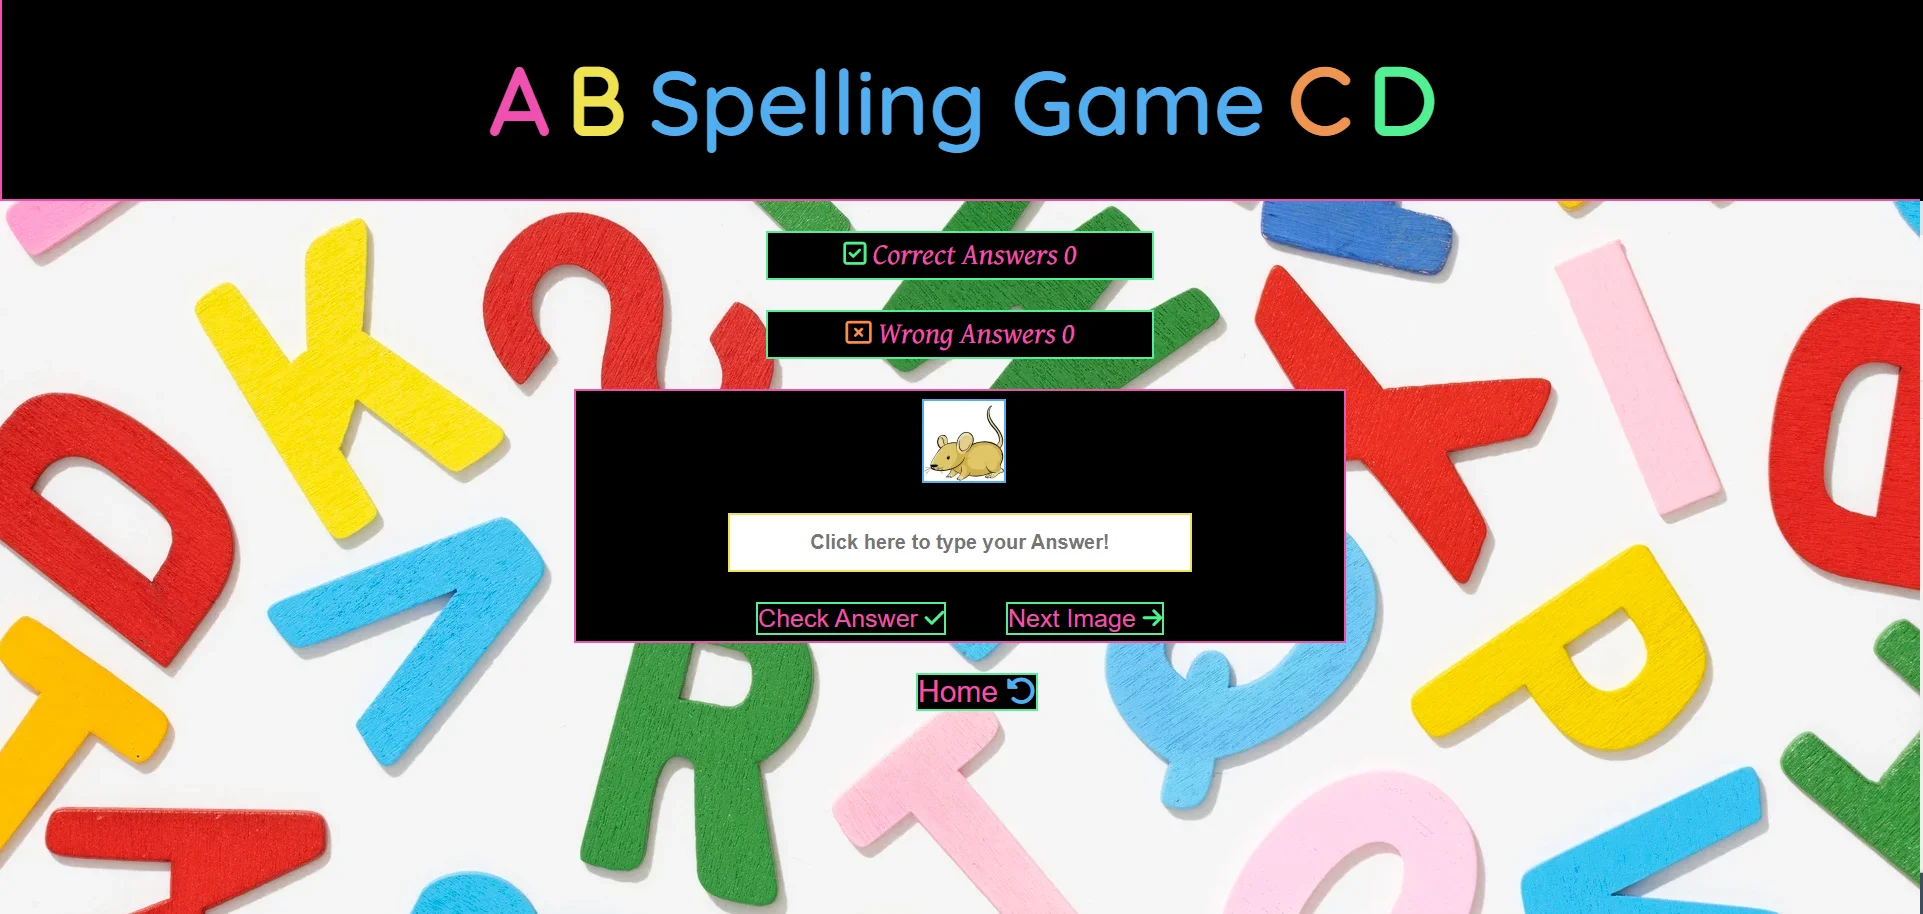 A B Spelling Game C D
Correct Answers 0
Wrong Answers 0
Click here to type your Answer!
Check Answer
Next Image
Home